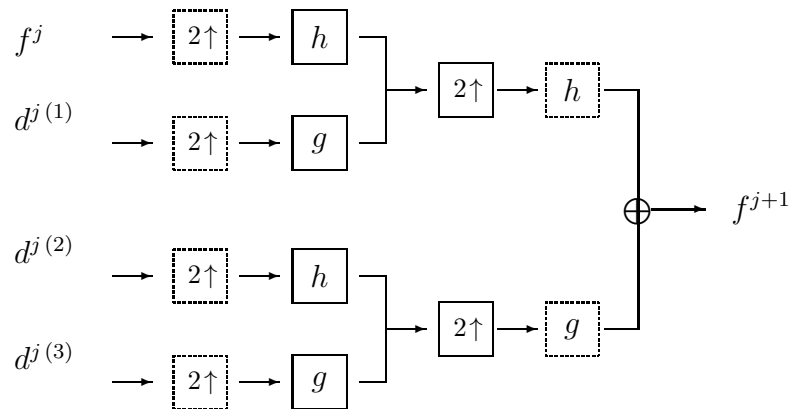 f^j 2↑ h
2↑ h
d^{j (1)}
2↑ g
f^{j+1}
d^{j (2)}
2↑ h
2↑ g
d^{j (3)}
2↑ g